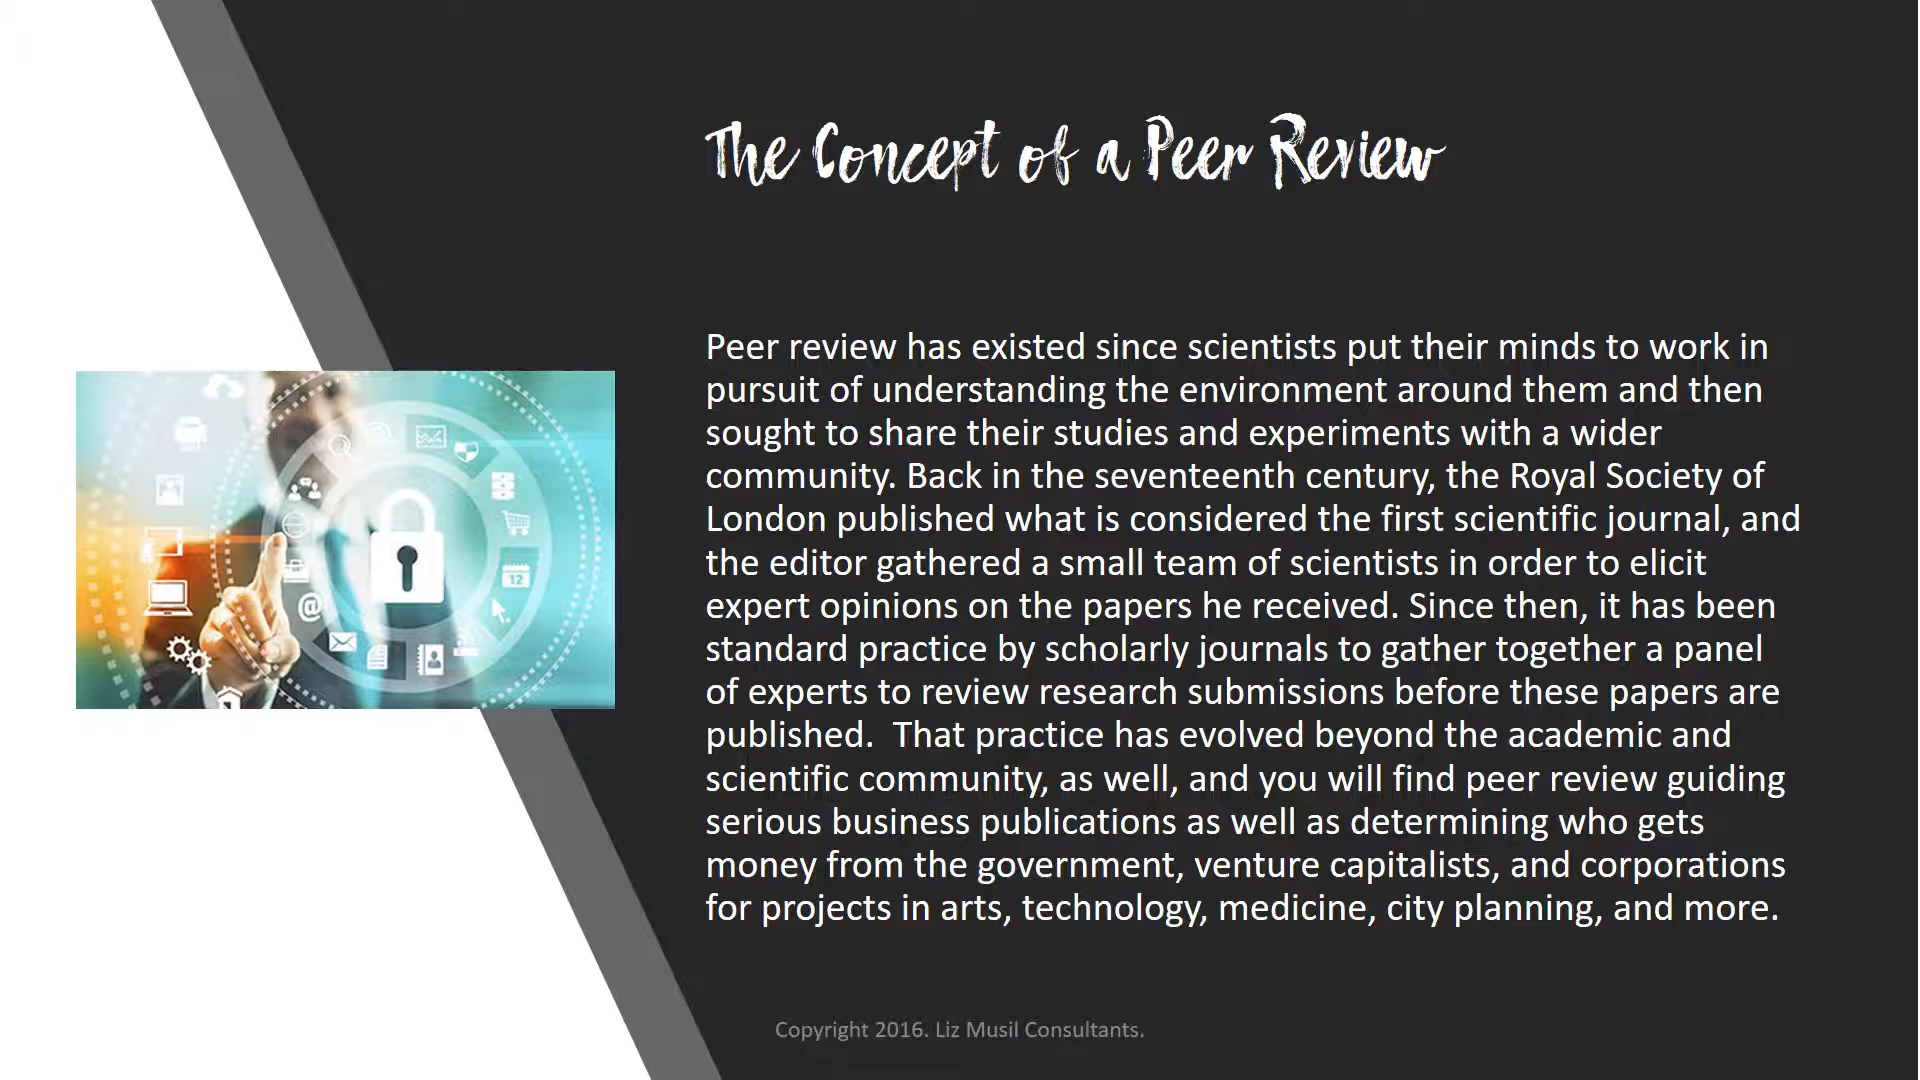 The Concept of a Peer Review
Peer review has existed since scientists put their minds to work in
pursuit of understanding the environment around them and then
sought to share their studies and experiments with a wider
community. Back in the seventeenth century, the Royal Society of
London published what is considered the first scientific journal, and
the editor gathered a small team of scientists in order to elicit
expert opinions on the papers he received. Since then, it has been
standard practice by scholarly journals to gather together a panel
of experts to review research submissions before these papers are
published.  That practice has evolved beyond the academic and
scientific community, as well, and you will find peer review guiding
serious business publications as well as determining who gets
money from the government, venture capitalists, and corporations
for projects in arts, technology, medicine, city planning, and more.
12
@
Copyright 2016. Liz Musil Consultants.